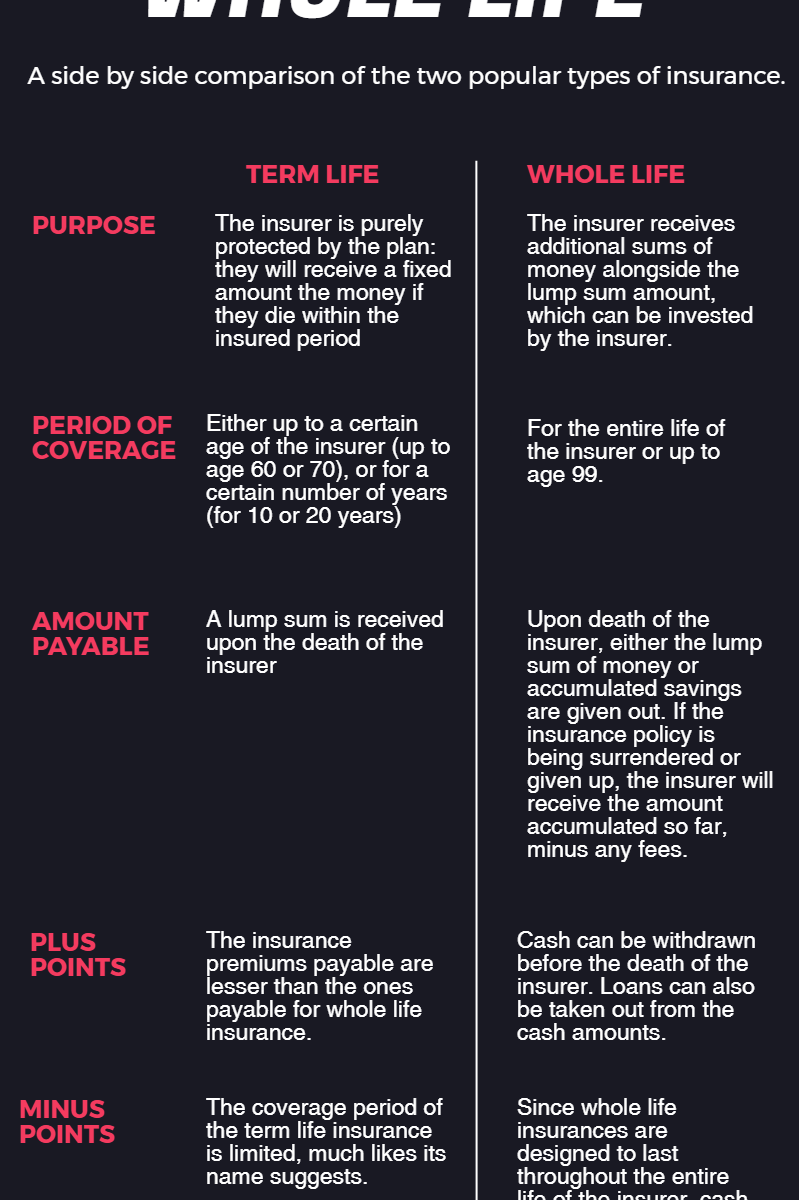 WHOLE LIFE
A side by side comparison of the two popular types of insurance.
TERM LIFE
WHOLE LIFE
PURPOSE
The insurer is purely
protected by the plan:
they will receive a fixed
amount the money if
they die within the
insured period
The insurer receives
additional sums of
money alongside the
lump sum amount,
which can be invested
by the insurer.
PERIOD OF
COVERAGE
Either up to a certain
age of the insurer (up to
age 60 or 70), or for a
certain number of years
(for 10 or 20 years)
For the entire life of
the insurer or up to
age 99.
AMOUNT
PAYABLE
A lump sum is received
upon the death of the
insurer
Upon death of the
insurer, either the lump
sum of money or
accumulated savings
are given out. If the
insurance policy is
being surrendered or
given up, the insurer will
receive the amount
accumulated so far,
minus any fees.
PLUS
POINTS
The insurance
premiums payable are
lesser than the ones
payable for whole life
insurance.
Cash can be withdrawn
before the death of the
insurer. Loans can also
be taken out from the
cash amounts.
MINUS
POINTS
The coverage period of
the term life insurance
is limited, much likes its
name suggests.
Since whole life
insurances are
designed to last
throughout the entire
life of the insurer, cash